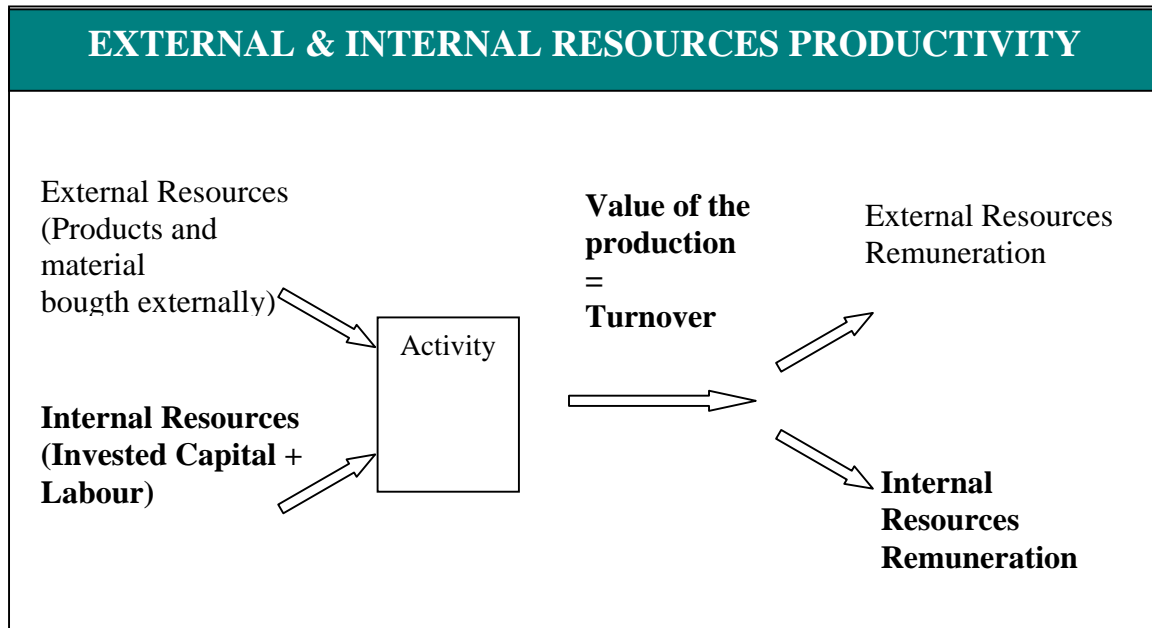 EXTERNAL & INTERNAL RESOURCES PRODUCTIVITY
External Resources
(Products and
material
bougth externally)
Internal Resources
(Invested Capital +
Labour)
Activity
Value of the
production
=
Turnover
External Resources
Remuneration
Internal
Resources
Remuneration